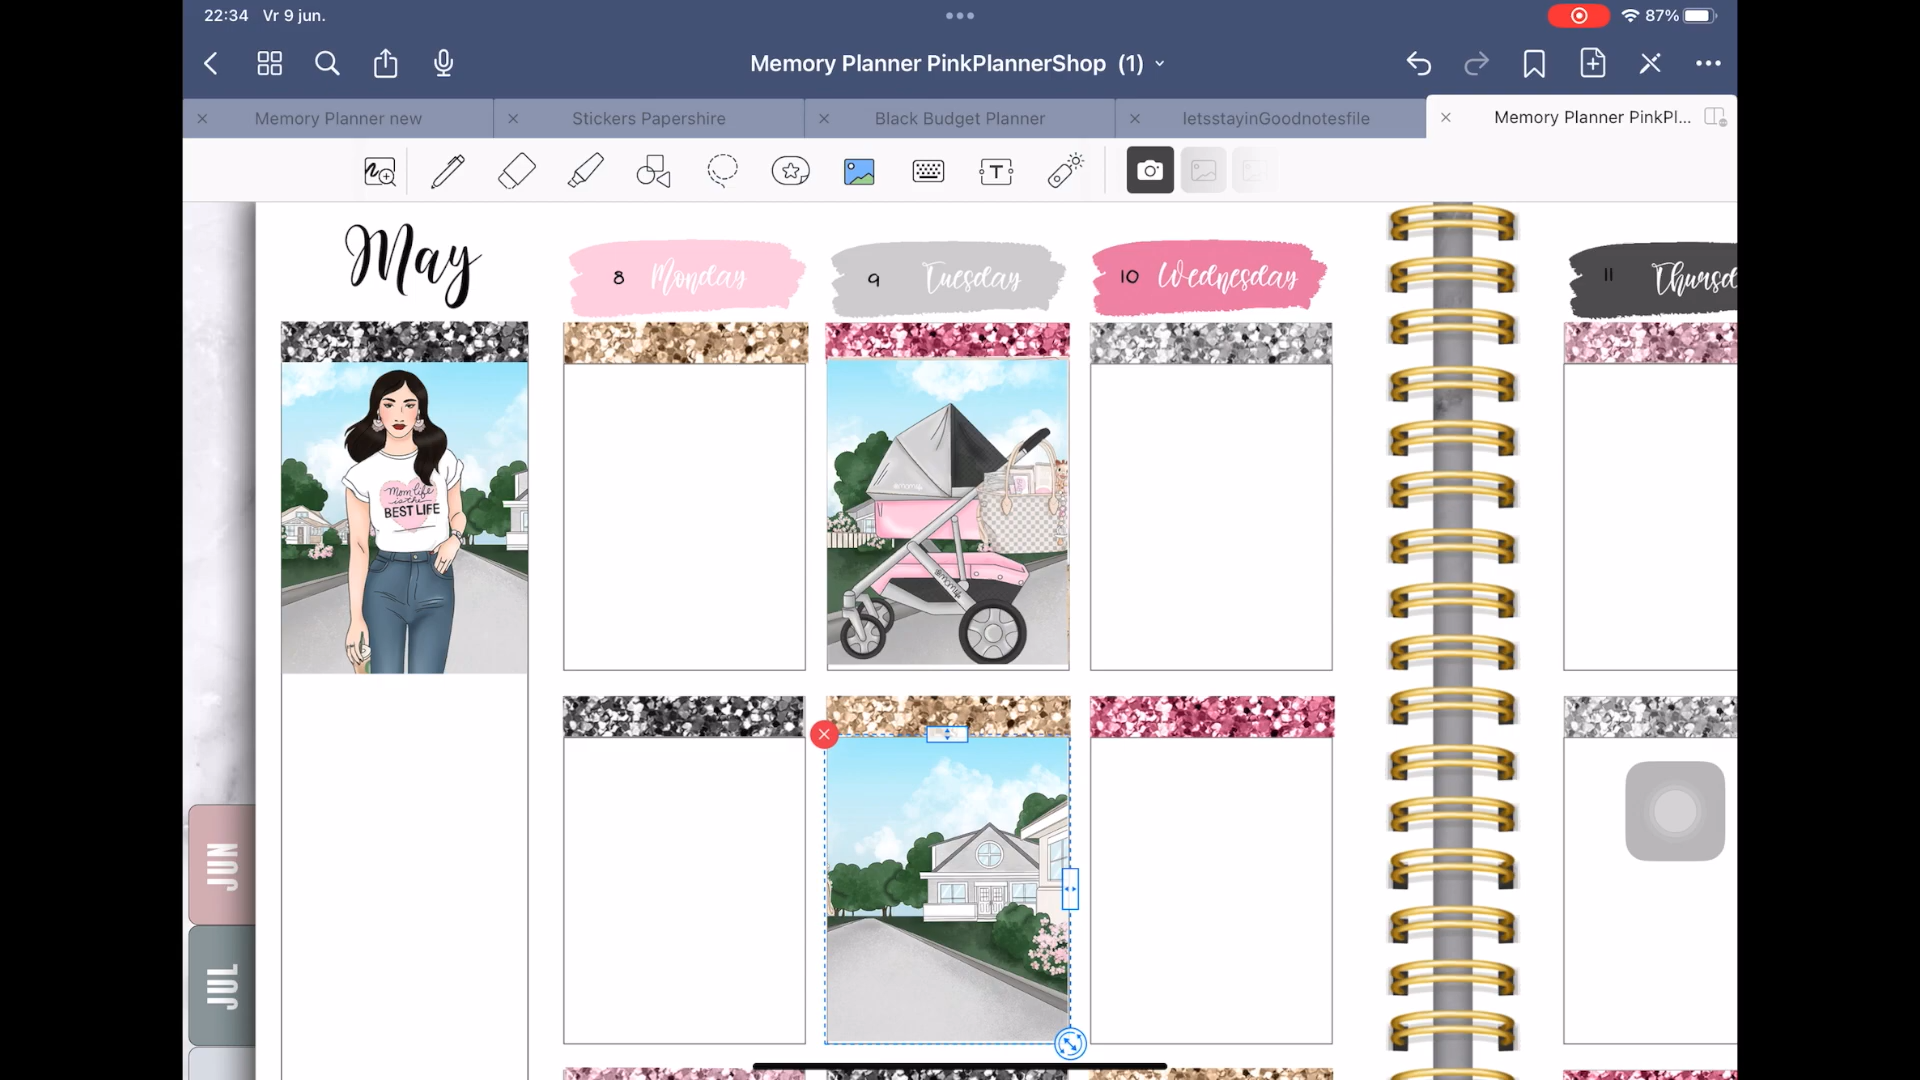 22:34 Vr 9 jun.
87%
Memory Planner PinkPlannerShop (1)
Memory Planner new
Stickers Papershire
Black Budget Planner
letsstayinGoodnotesfile
Memory Planner PinkPl...
T
May
8 Monday
9 Tuesday
10 Wednesday
11 Thursd
Mom life
is the
BEST LIFE
#momlife
JUN
JUL